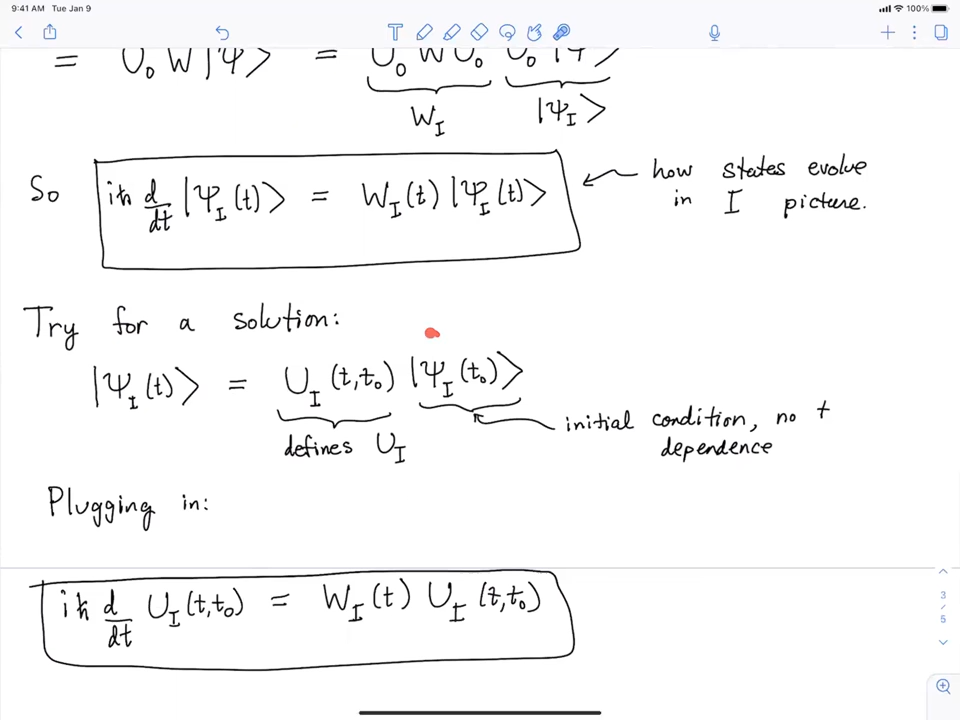 9:41 AM Tue Jan 9
100%
= U₀ W |Ψ⟩ = U₀ W U₀ U₀ |Ψ⟩
W_I |Ψ_I⟩
So iħ d/dt |Ψ_I(t)⟩ = W_I(t) |Ψ_I(t)⟩
how states evolve
in I picture.
Try for a solution:
|Ψ_I(t)⟩ = U_I(t,t₀) |Ψ_I(t₀)⟩
defines U_I
initial condition, no t
dependence
Plugging in:
iħ d/dt U_I(t,t₀) = W_I(t) U_I(t,t₀)
3
/
5